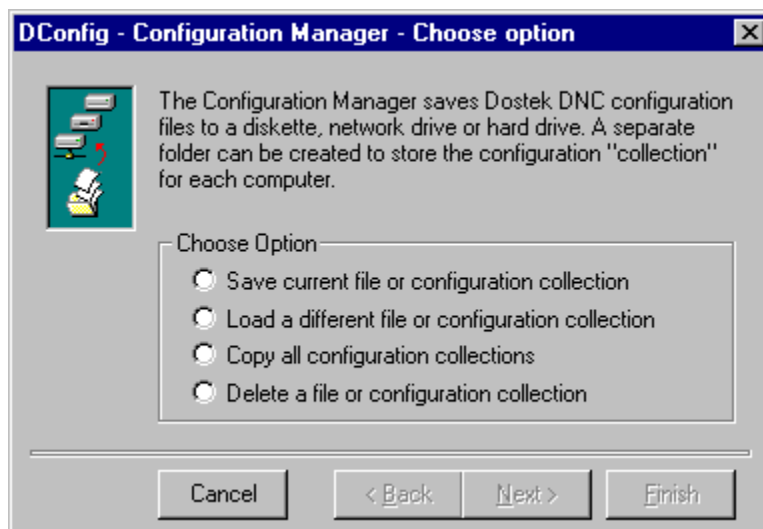 DConfig - Configuration Manager - Choose option
The Configuration Manager saves Dostek DNC configuration
files to a diskette, network drive or hard drive. A separate
folder can be created to store the configuration "collection"
for each computer.
Choose Option
Save current file or configuration collection
Load a different file or configuration collection
Copy all configuration collections
Delete a file or configuration collection
Cancel < Back Next > Finish